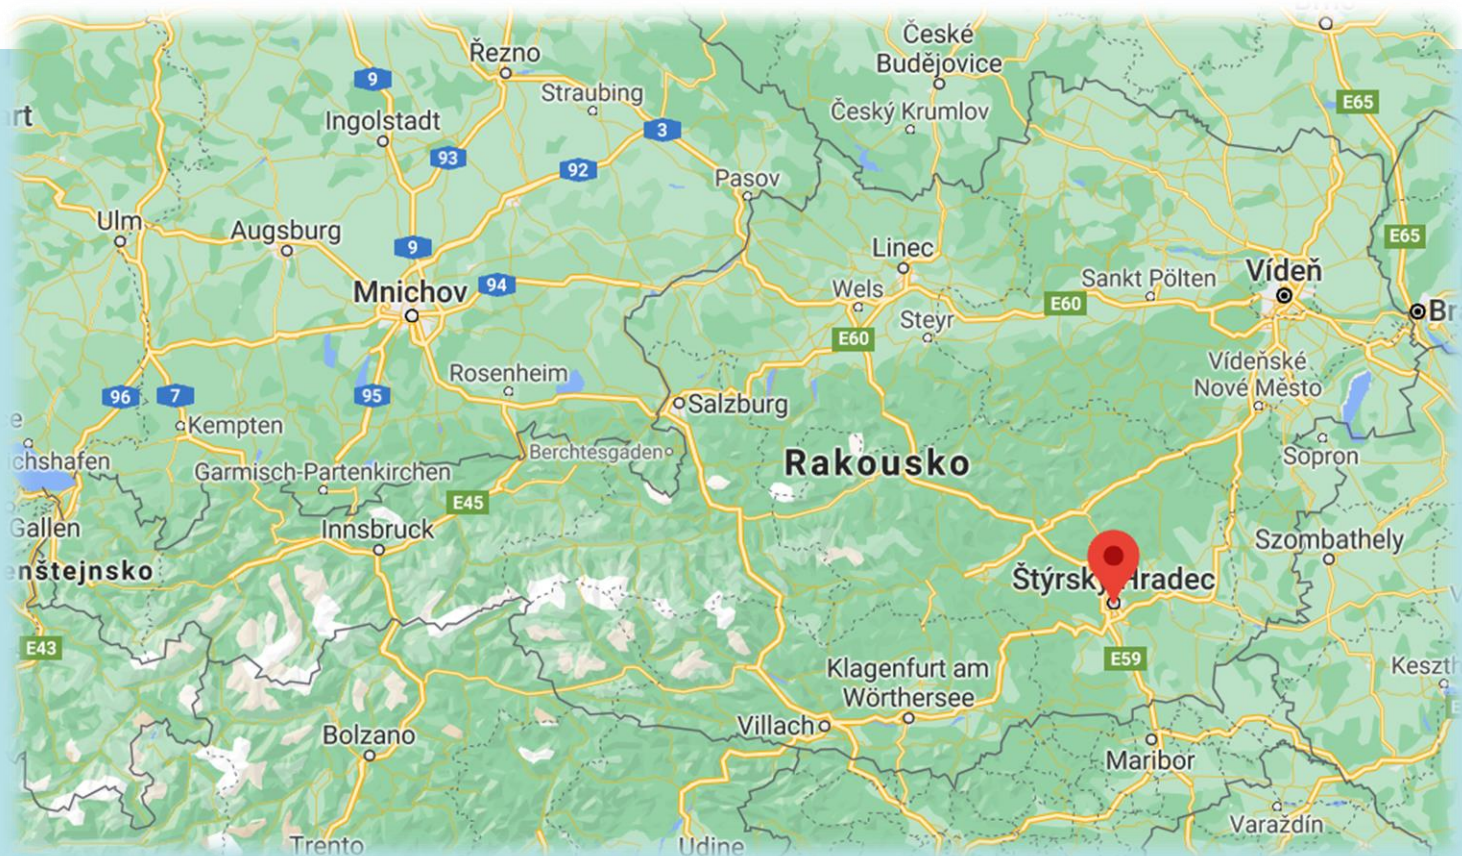 Řezno
České
Budějovice
9
Straubing
Český Krumlov
E65
Ingolstadt
3
93
92
Pasov
Ulm
Augsburg
9
Linec
E65
Mnichov
94
Wels
Sankt Pölten
Vídeň
E60
Steyr
E60
Rosenheim
Vídeňské
Nové Město
96
7
95
Salzburg
Kempten
Berchtesgaden
Rakousko
Sopron
Garmisch-Partenkirchen
E45
Gallen
Innsbruck
Szombathely
Štýrský Hradec
E43
E59
Klagenfurt am
Wörthersee
Villach
Bolzano
Maribor
Varaždín
Trento
Udine